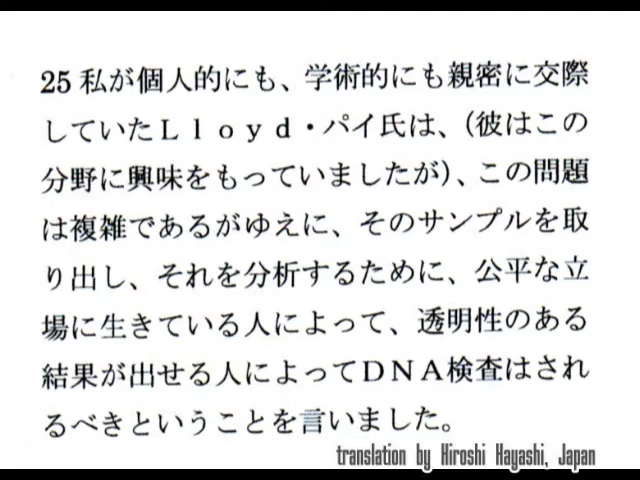 25 私が個人的にも、学術的にも親密に交際
していたＬｌｏｙｄ・パイ氏は、（彼はこの
分野に興味をもっていましたが）、この問題
は複雑であるがゆえに、そのサンプルを取
り出し、それを分析するために、公平な立
場に生きている人によって、透明性のある
結果が出せる人によってＤＮＡ検査はされ
るべきということを言いました。
translation by Hiroshi Hayashi, Japan